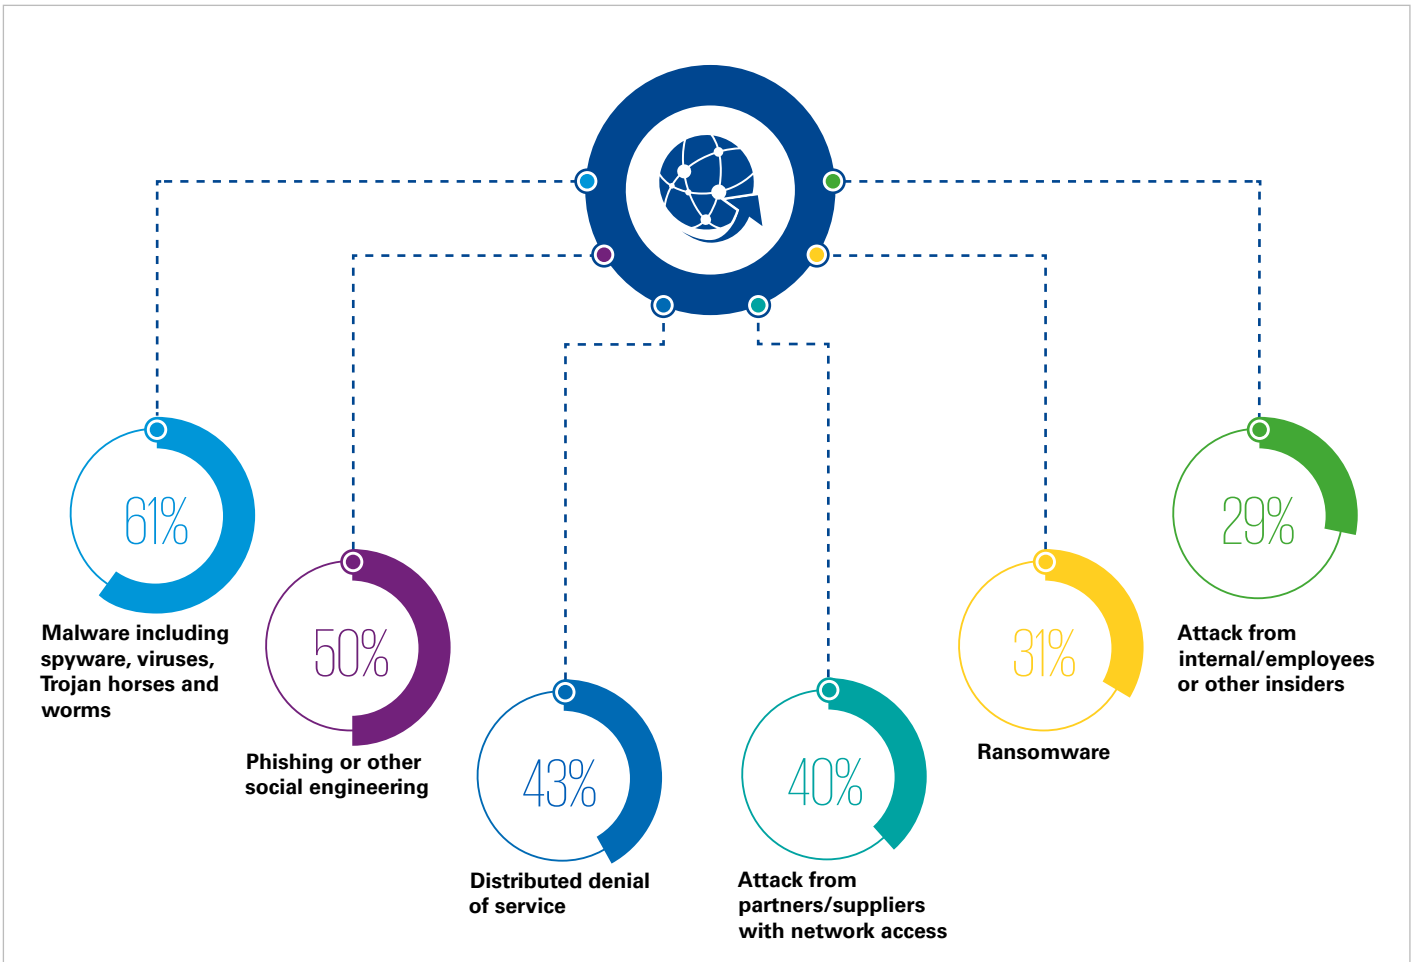 61%
Malware including
spyware, viruses,
Trojan horses and
worms
50%
Phishing or other
social engineering
43%
Distributed denial
of service
40%
Attack from
partners/suppliers
with network access
31%
Ransomware
29%
Attack from
internal/employees
or other insiders